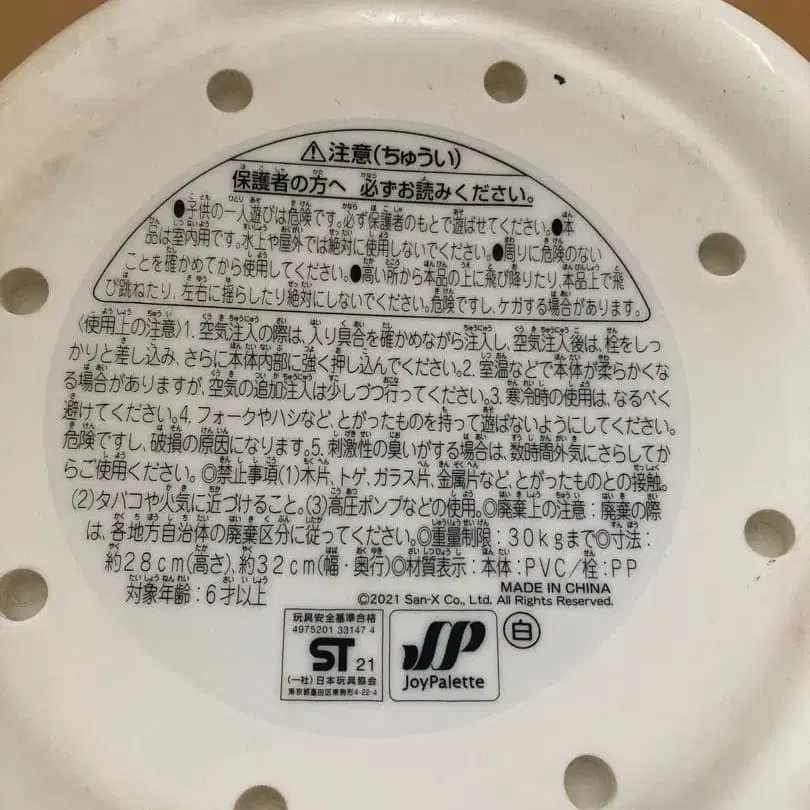 ⚠注意(ちゅうい)
保護者の方へ 必ずお読みください。
●子供の一人遊びは危険です。必ず保護者のもとで遊ばせてください。●本
品は室内用です。水上や屋外では絶対に使用しないでください。●周りに危険のない
ことを確かめてから使用してください。●高い所から本品の上に飛び降りたり、本品上で飛
び跳ねたり、左右に揺らしたり絶対にしないでください。危険ですし、ケガする場合があります。
〈使用上の注意〉1. 空気注入の際は、入り具合を確かめながら注入し、空気注入後は、栓をしっ
かりと差し込み、さらに本体内部に強く押し込んでください。2. 室温などで本体が柔らかくな
る場合がありますが、空気の追加注入は少しづつ行ってください。3. 寒冷時の使用は、なるべく
避けてください。4. フォークやハシなど、とがったものを持って遊ばないようにしてください。
危険ですし、破損の原因になります。5. 刺激性の臭いがする場合は、数時間外気にさらしてか
らご使用ください。 ◎禁止事項(1)木片、トゲ、ガラス片、金属片など、とがったものとの接触。
(2)タバコや火気に近づけること。(3)高圧ポンプなどの使用。◎廃棄上の注意：廃棄の際
は、各地方自治体の廃棄区分に従ってください。◎重量制限：30kgまで◎寸法：
約28cm(高さ)、約32cm(幅・奥行)◎材質表示：本体：PVC/栓：PP
対象年齢：6才以上
MADE IN CHINA
©2021 San-X Co., Ltd. All Rights Reserved.
玩具安全基準合格
4975201 33147 4
ST 21
(一社)日本玩具協会
東京都墨田区東駒形4-22-4
JoyPalette
白